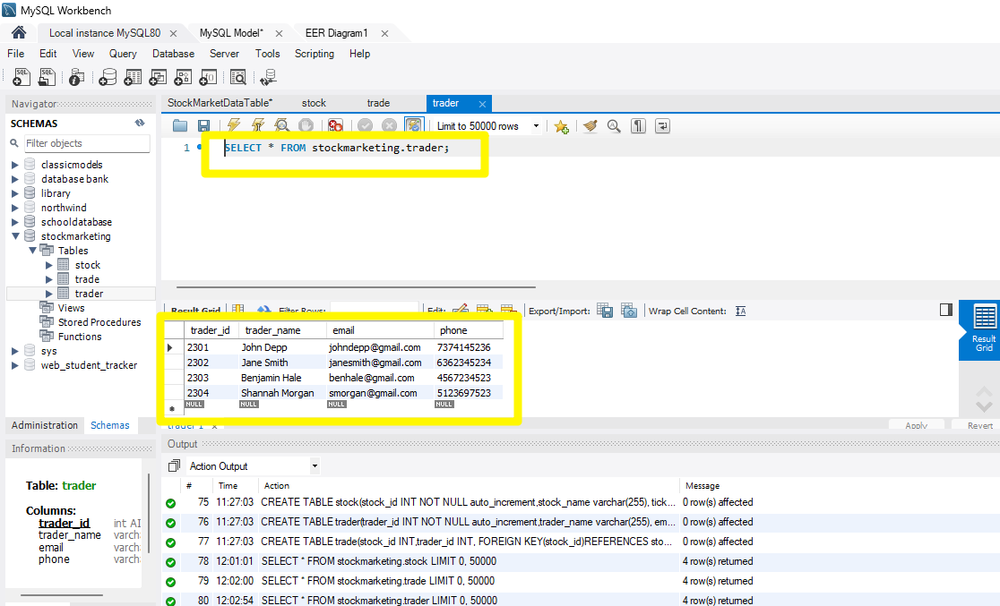 MySQL Workbench
Local instance MySQL80 × MySQL Model* × EER Diagram1 ×
File Edit View Query Database Server Tools Scripting Help
Navigator
SCHEMAS
Filter objects
classicmodels
database bank
library
northwind
schooldatabase
stockmarketing
Tables
stock
trade
trader
Views
Stored Procedures
Functions
sys
web_student_tracker
Administration Schemas
Information
Table: trader
Columns:
trader_id int AI
trader_name varch
email varch
phone varch
StockMarketDataTable* stock trade trader ×
Limit to 50000 rows
1 SELECT * FROM stockmarketing.trader;
Result Grid Filter Rows: Edit: Export/Import: Wrap Cell Content: IA
trader_id trader_name email phone
2301 John Depp johndepp@gmail.com 7374145236
2302 Jane Smith janesmith@gmail.com 6362345234
2303 Benjamin Hale benhale@gmail.com 4567234523
2304 Shannah Morgan smorgan@gmail.com 5123697523
NULL NULL NULL NULL
Result
Grid
trader 1 × Apply Revert
Output
Action Output
# Time Action Message
75 11:27:03 CREATE TABLE stock(stock_id INT NOT NULL auto_increment,stock_name varchar(255), tick... 0 row(s) affected
76 11:27:03 CREATE TABLE trader(trader_id INT NOT NULL auto_increment,trader_name varchar(255), em... 0 row(s) affected
77 11:27:03 CREATE TABLE trade(stock_id INT,trader_id INT, FOREIGN KEY(stock_id)REFERENCES sto... 0 row(s) affected
78 12:01:01 SELECT * FROM stockmarketing.stock LIMIT 0, 50000 4 row(s) returned
79 12:02:00 SELECT * FROM stockmarketing.trade LIMIT 0, 50000 4 row(s) returned
80 12:02:54 SELECT * FROM stockmarketing.trader LIMIT 0, 50000 4 row(s) returned